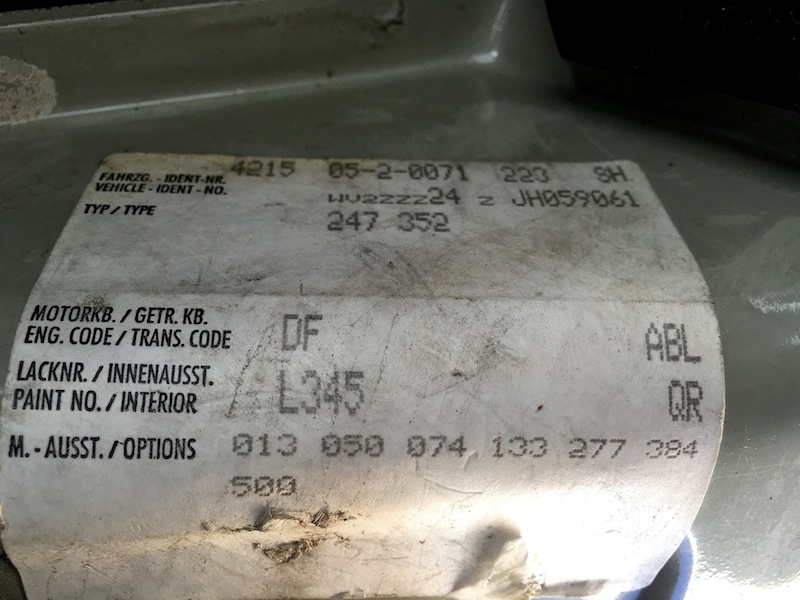 4215 05-2-0071 223 SH
FAHRZG. - IDENT-NR.
VEHICLE - IDENT - NO. WV2ZZZ24 Z JH059061
TYP / TYPE 247 352
MOTORKB. / GETR. KB.
ENG. CODE / TRANS. CODE DF ABL
LACKNR. / INNENAUSST.
PAINT NO. / INTERIOR L345 QR
M. - AUSST. / OPTIONS 013 050 074 133 277 384
500